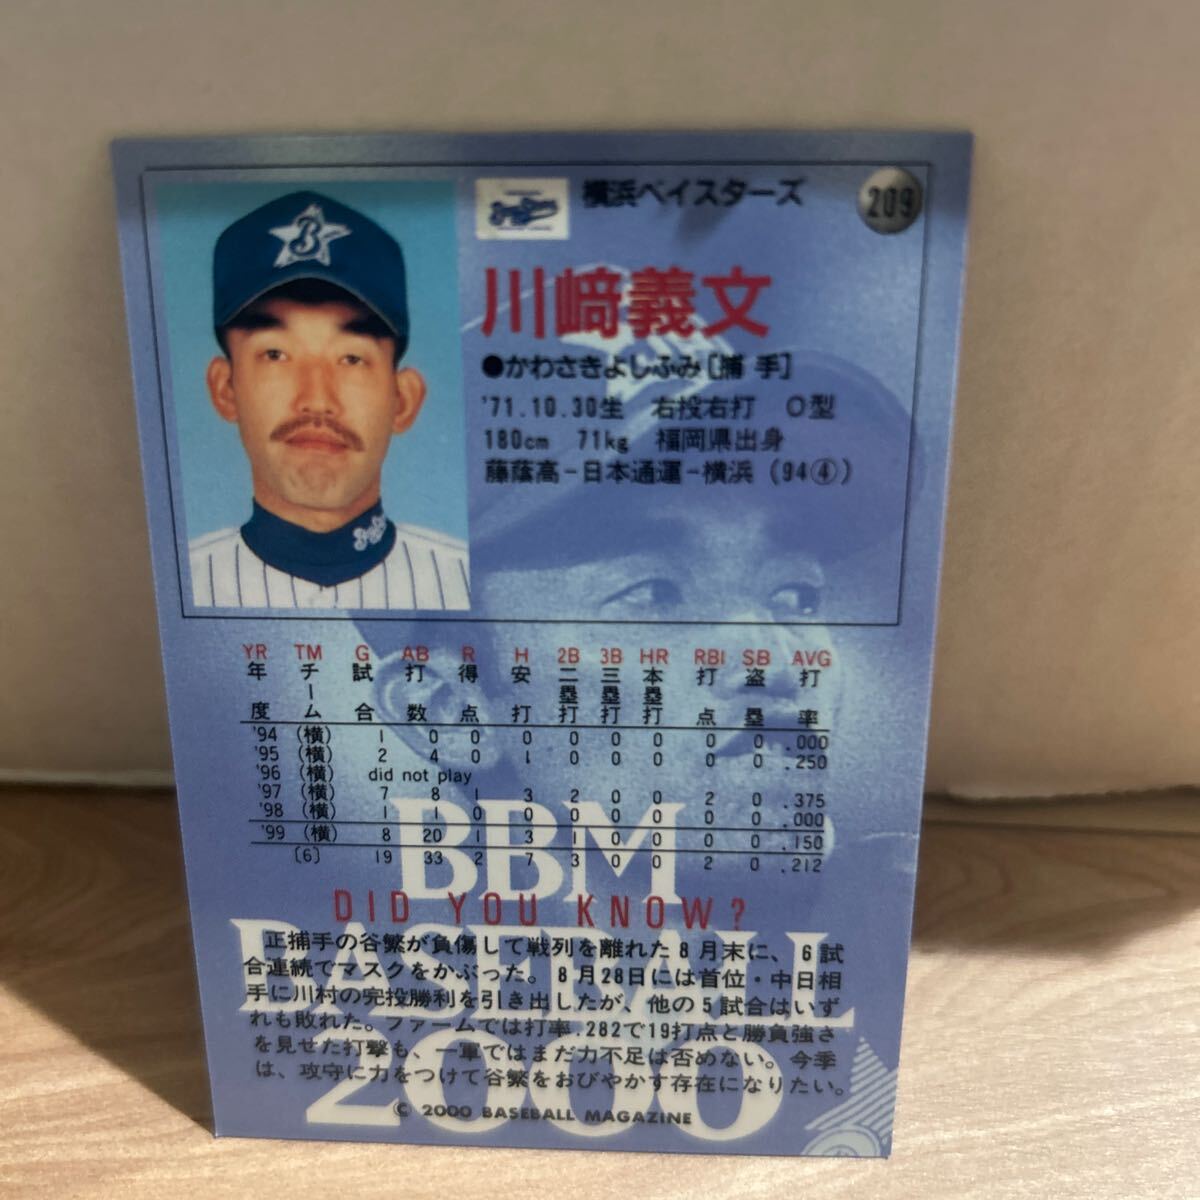 横浜ベイスターズ
209
川﨑義文
●かわさきよしふみ[捕 手]
'71.10.30生 右投右打 O型
180cm 71kg 福岡県出身
藤蔭高-日本通運-横浜 (94④)
YR TM G AB R H 2B 3B HR RBI SB AVG
年度 チーム 試合 打数 得点 安打 二塁打 三塁打 本塁打 打点 盗塁 打率
'94 (横) 1 0 0 0 0 0 0 0 0 .000
'95 (横) 2 4 0 1 0 0 0 0 0 .250
'96 (横) did not play
'97 (横) 7 8 1 3 2 0 0 2 0 .375
'98 (横) 1 1 0 0 0 0 0 0 0 .000
'99 (横) 8 20 1 3 1 0 0 0 0 .150
[6] 19 33 2 7 3 0 0 2 0 .212
BBM
BASEBALL
2000
DID YOU KNOW?
正捕手の谷繁が負傷して戦列を離れた8月末に、6試
合連続でマスクをかぶった。8月28日には首位・中日相
手に川村の完投勝利を引き出したが、他の5試合はいず
れも敗れた。ファームでは打率.282で19打点と勝負強さ
を見せた打撃も、一軍ではまだ力不足は否めない。今季
は、攻守に力をつけて谷繁をおびやかす存在になりたい。
© 2000 BASEBALL MAGAZINE